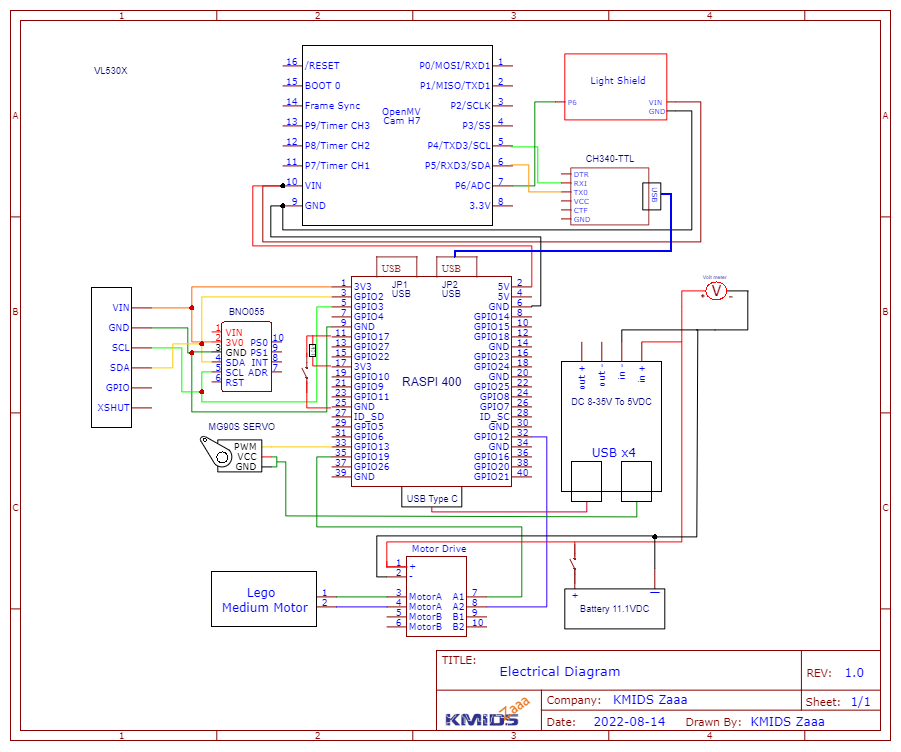 1 2 3 4
A A
B B
C C
1 2 3 4
VL530X
16 /RESET
15 BOOT 0
14 Frame Sync
13 P9/Timer CH3
12 P8/Timer CH2
11 P7/Timer CH1
10 VIN
9 GND
OpenMV
Cam H7
P0/MOSI/RXD1 1
P1/MISO/TXD1 2
P2/SCLK 3
P3/SS 4
P4/TXD3/SCL 5
P5/RXD3/SDA 6
P6/ADC 7
3.3V 8
Light Shield
P6
VIN
GND
CH340-TTL
DTR
RX1
TX0
VCC
CTF
GND
USB
USB
USB
JP1
USB
JP2
USB
RASPI 400
1 3V3
3 GPIO2
5 GPIO3
7 GPIO4
9 GND
11 GPIO17
13 GPIO27
15 GPIO22
17 3V3
19 GPIO10
21 GPIO9
23 GPIO11
25 GND
27 ID_SD
29 GPIO5
31 GPIO6
33 GPIO13
35 GPIO19
37 GPIO26
39 GND
5V 2
5V 4
GND 6
GPIO14 8
GPIO15 10
GPIO18 12
GND 14
GPIO23 16
GPIO24 18
GND 20
GPIO25 22
GPIO8 24
GPIO7 26
ID_SC 28
GND 30
GPIO12 32
GND 34
GPIO16 36
GPIO20 38
GPIO21 40
USB Type C
VIN
GND
SCL
SDA
GPIO
XSHUT
BNO055
1 VIN
2 3V0
3 GND
4 SDA
5 SCL
6 RST
PS0 10
PS1 9
INT 8
ADR 7
MG90S SERVO
PWM
VCC
GND
Volt meter
+ V -
out +
out -
in -
in +
DC 8-35V To 5VDC
USB x4
Motor Drive
1 +
2 -
3 MotorA
4 MotorA
5 MotorB
6 MotorB
A1 7
A2 8
B1 9
B2 10
Lego
Medium Motor
1
2
+ —
Battery 11.1VDC
TITLE:
Electrical Diagram
REV: 1.0
KMIDS Zaaa
Company: KMIDS Zaaa
Sheet: 1/1
Date: 2022-08-14 Drawn By: KMIDS Zaaa